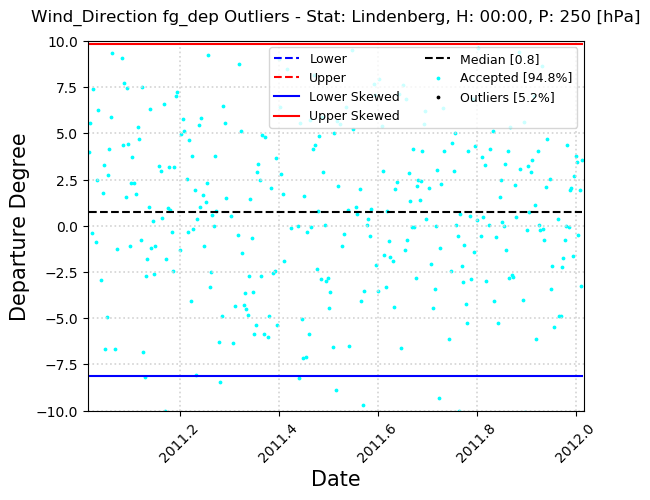 Wind_Direction fg_dep Outliers - Stat: Lindenberg, H: 00:00, P: 250 [hPa]
10.0
7.5
5.0
2.5
0.0
−2.5
−5.0
−7.5
−10.0
Departure Degree
Lower
Upper
Lower Skewed
Upper Skewed
Median [0.8]
Accepted [94.8%]
Outliers [5.2%]
2011.2
2011.4
2011.6
2011.8
2012.0
Date